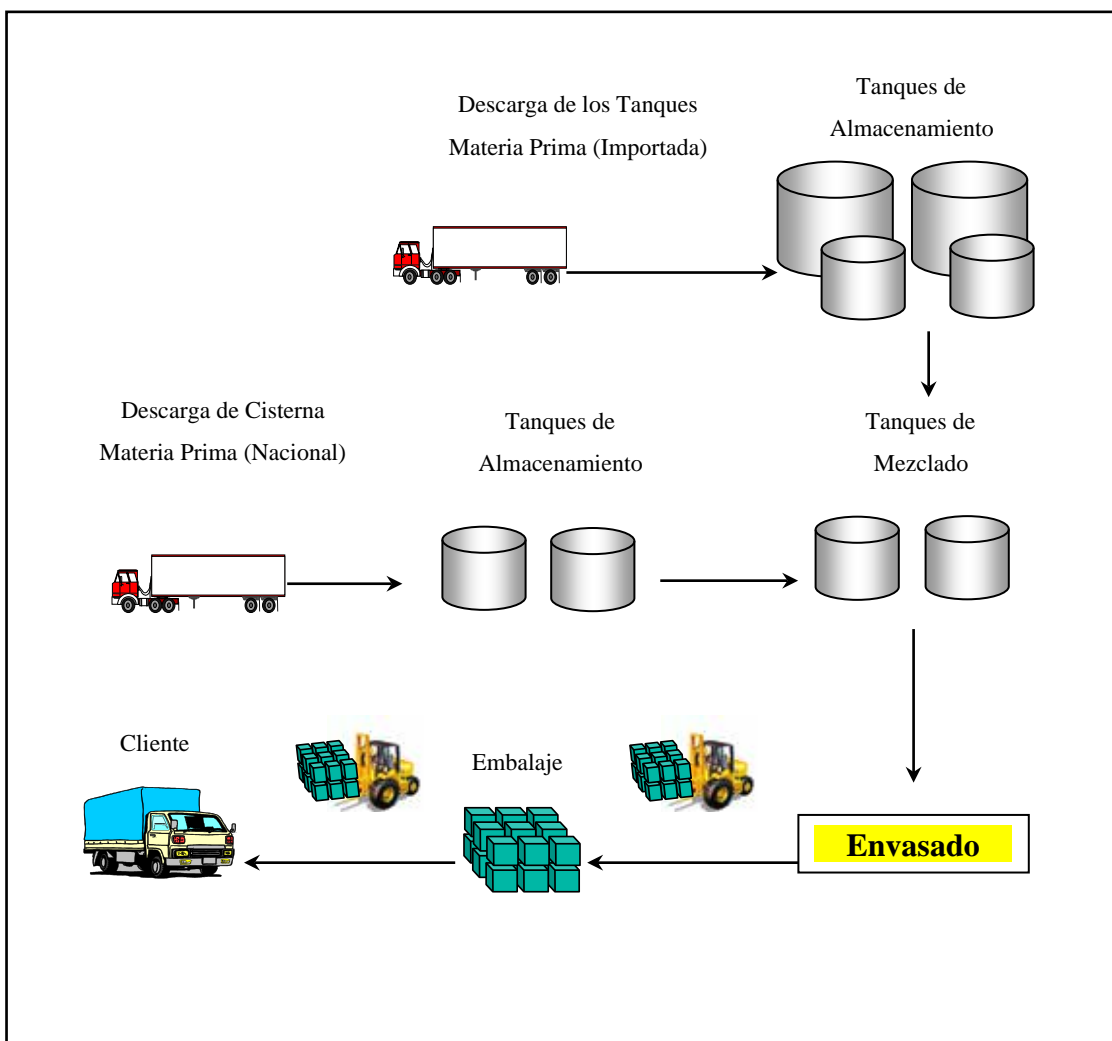 Descarga de los Tanques
Materia Prima (Importada)
Tanques de
Almacenamiento
Descarga de Cisterna
Materia Prima (Nacional)
Tanques de
Almacenamiento
Tanques de
Mezclado
Cliente
Embalaje
Envasado